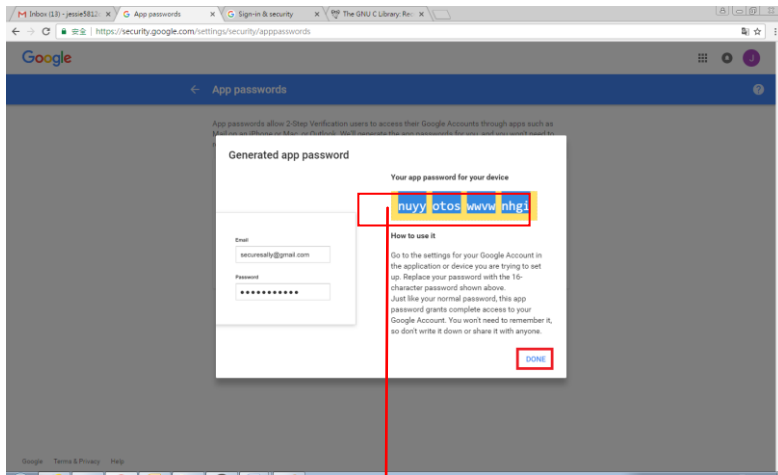 Inbox (13) - jessie5812
App passwords
Sign-in & security
The GNU C Library: Re
安全 | https://security.google.com/settings/security/apppasswords
Google
J
App passwords
App passwords allow 2-Step Verification users to access their Google Accounts through apps such as
Mail on an iPhone or Mac, or Outlook. We'll generate the app passwords for you, and you won't need to
Generated app password
Your app password for your device
nuyy otos wwvw nhgi
Email
securesally@gmail.com
Password
How to use it
Go to the settings for your Google Account in
the application or device you are trying to set
up. Replace your password with the 16-
character password shown above.
Just like your normal password, this app
password grants complete access to your
Google Account. You won't need to remember it,
so don't write it down or share it with anyone.
DONE
Google Terms & Privacy Help